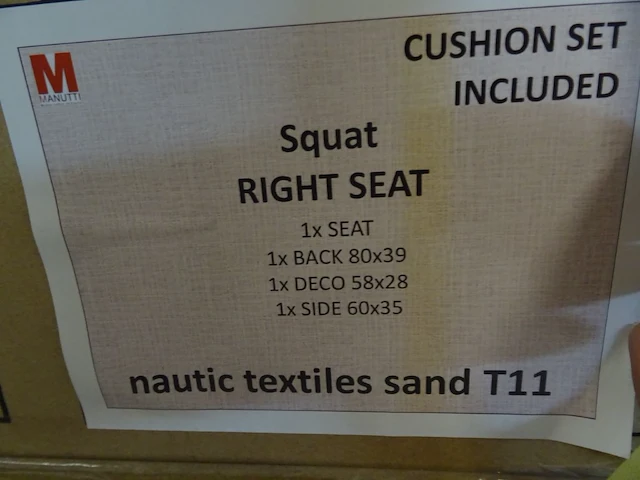 CUSHION SET
INCLUDED
M
MANUTTI
Squat
RIGHT SEAT
1x SEAT
1x BACK 80x39
1x DECO 58x28
1x SIDE 60x35
nautic textiles sand T11